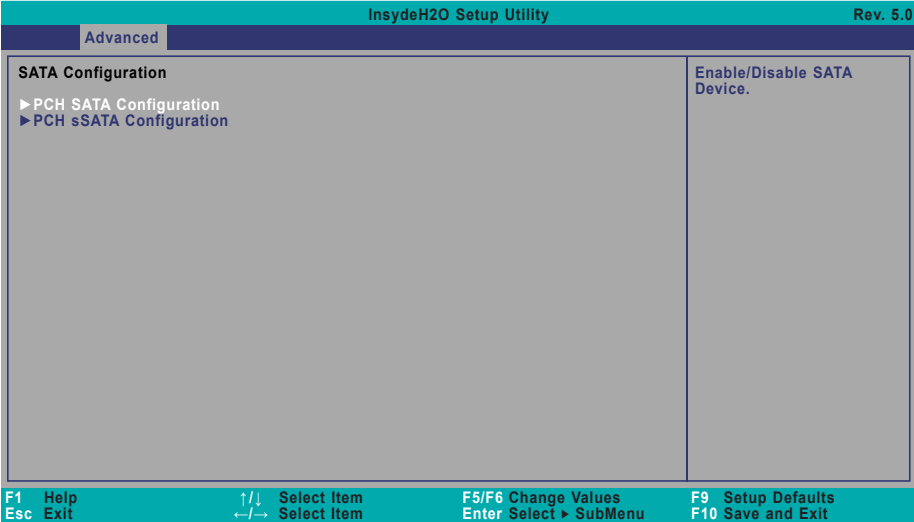 InsydeH2O Setup Utility Rev. 5.0
Advanced
SATA Configuration
►PCH SATA Configuration
►PCH sSATA Configuration
Enable/Disable SATA
Device.
F1 Help ↑/↓ Select Item F5/F6 Change Values F9 Setup Defaults
Esc Exit ←/→ Select Item Enter Select ► SubMenu F10 Save and Exit